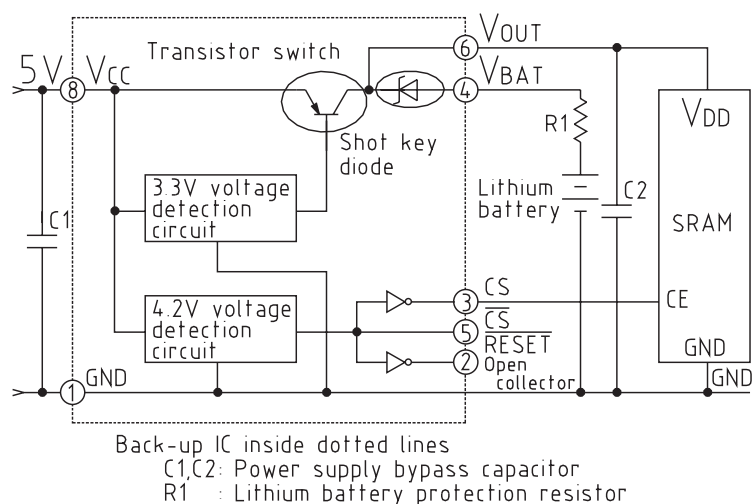 VOUT
Transistor switch
6
5V
VCC
VBAT
8
4
VDD
R1
Shot key
diode
3.3V voltage
detection
circuit
Lithium
battery
C2
C1
SRAM
CS
3
CE
4.2V voltage
detection
circuit
CS
5
RESET
GND
2
Open
collector
GND
1
GND
Back-up IC inside dotted lines
C1,C2: Power supply bypass capacitor
R1 : Lithium battery protection resistor